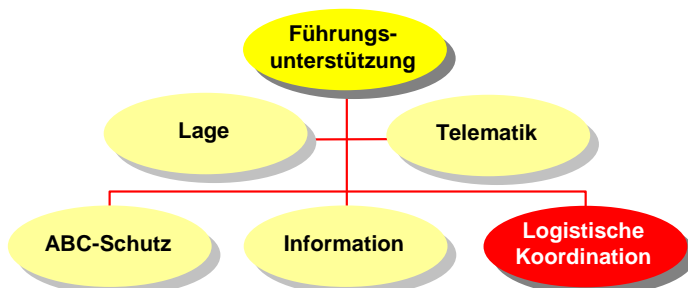 Führungs-
unterstützung
Lage
Telematik
ABC-Schutz
Information
Logistische
Koordination